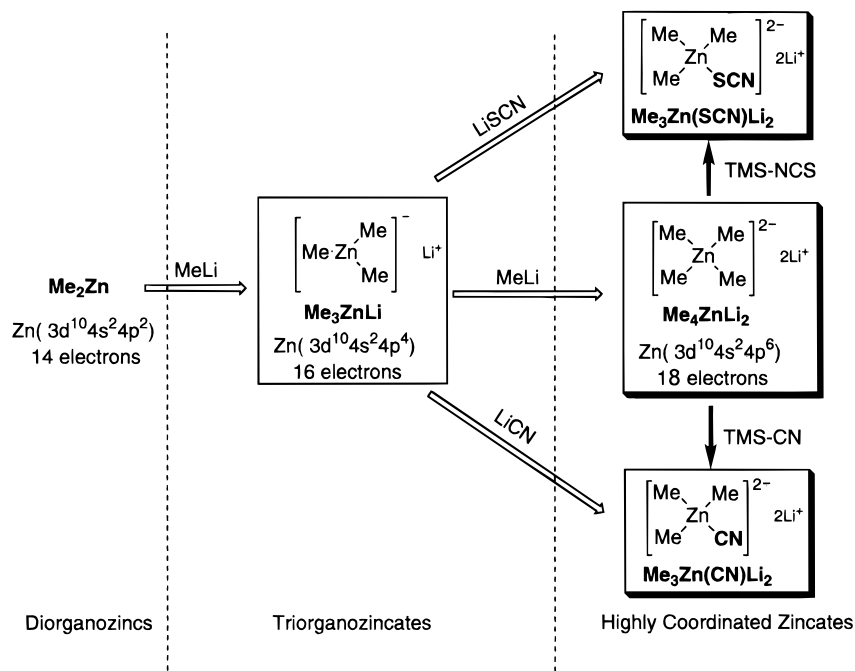 Me Me 2−
Zn 2Li⁺
Me SCN
Me₃Zn(SCN)Li₂
LiSCN
TMS-NCS
Me −
Me·Zn Li⁺
Me
Me₃ZnLi
Zn( 3d¹⁰4s²4p⁴)
16 electrons
Me₂Zn
Zn( 3d¹⁰4s²4p²)
14 electrons
MeLi
MeLi
Me Me 2−
Zn 2Li⁺
Me Me
Me₄ZnLi₂
Zn( 3d¹⁰4s²4p⁶)
18 electrons
LiCN
TMS-CN
Me Me 2−
Zn 2Li⁺
Me CN
Me₃Zn(CN)Li₂
Diorganozincs Triorganozincates Highly Coordinated Zincates